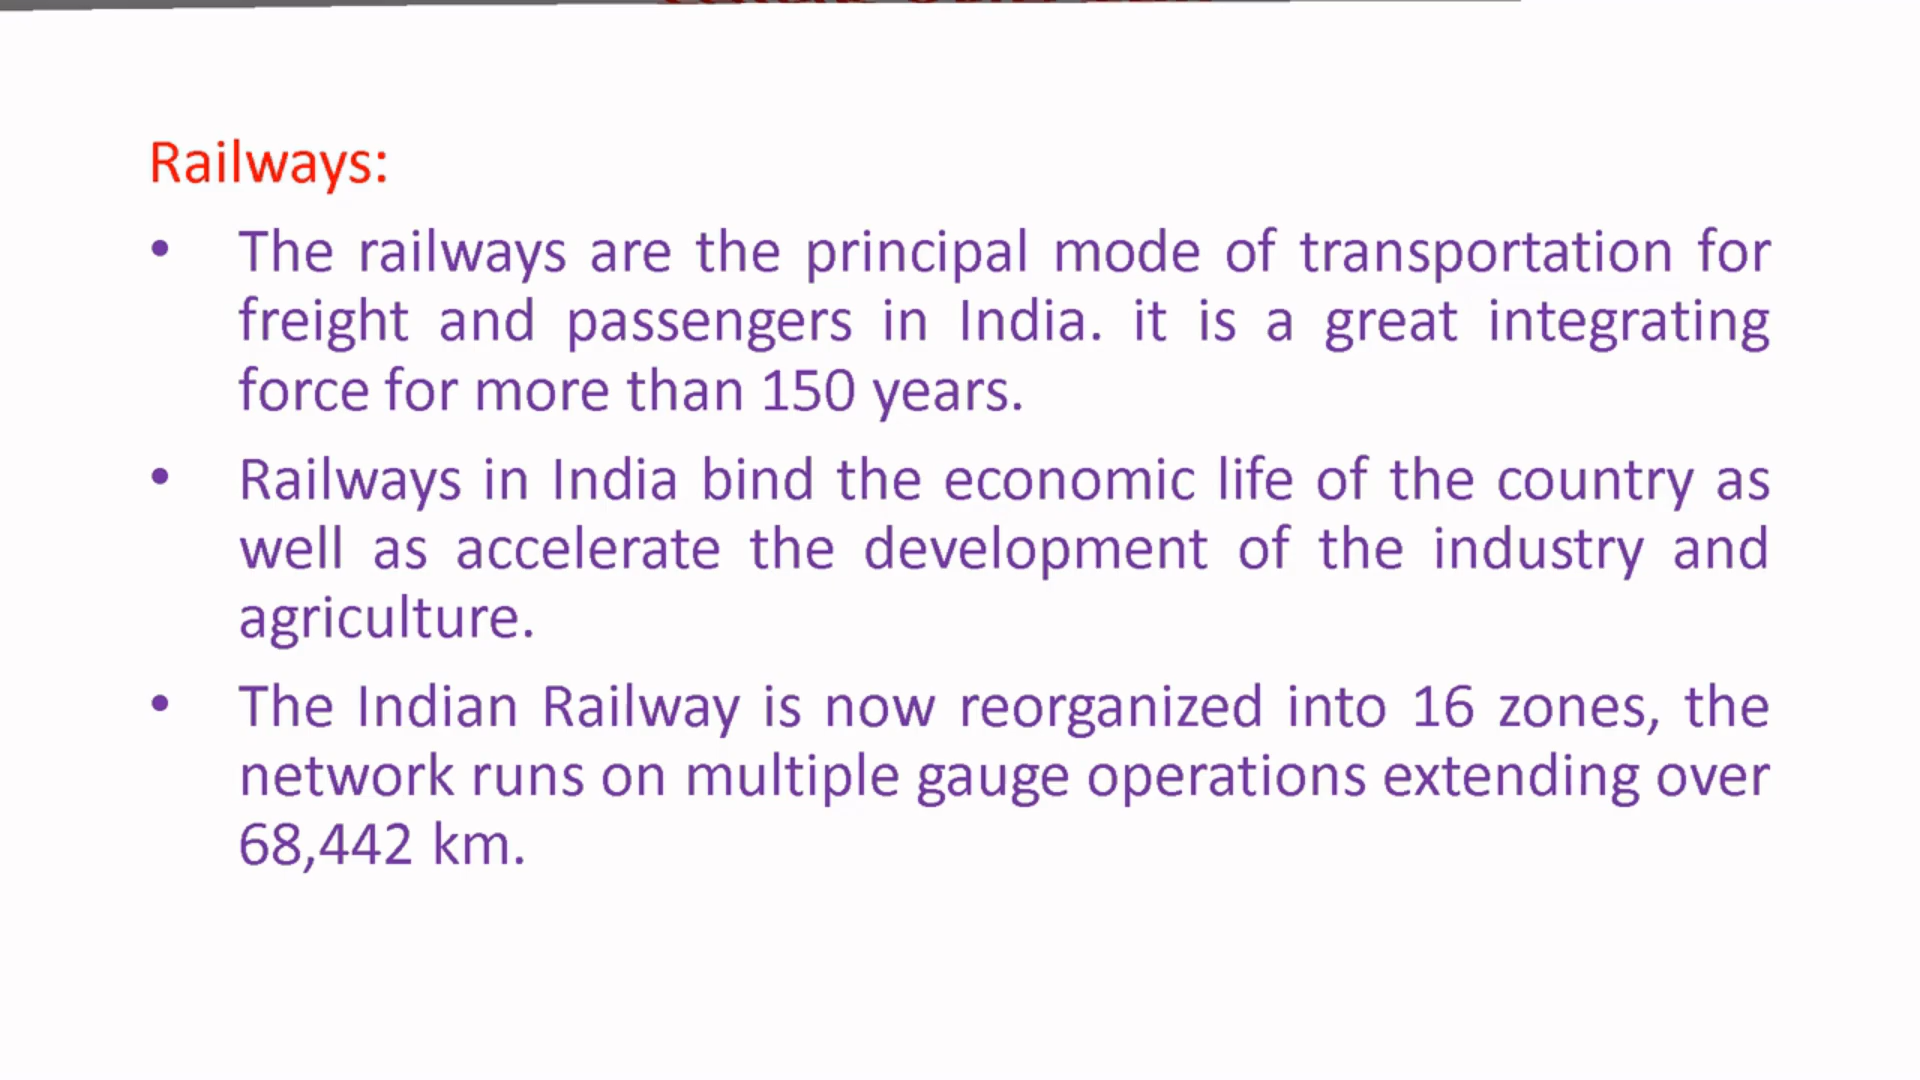 Railways:
• The railways are the principal mode of transportation for
freight and passengers in India. it is a great integrating
force for more than 150 years.
• Railways in India bind the economic life of the country as
well as accelerate the development of the industry and
agriculture.
• The Indian Railway is now reorganized into 16 zones, the
network runs on multiple gauge operations extending over
68,442 km.